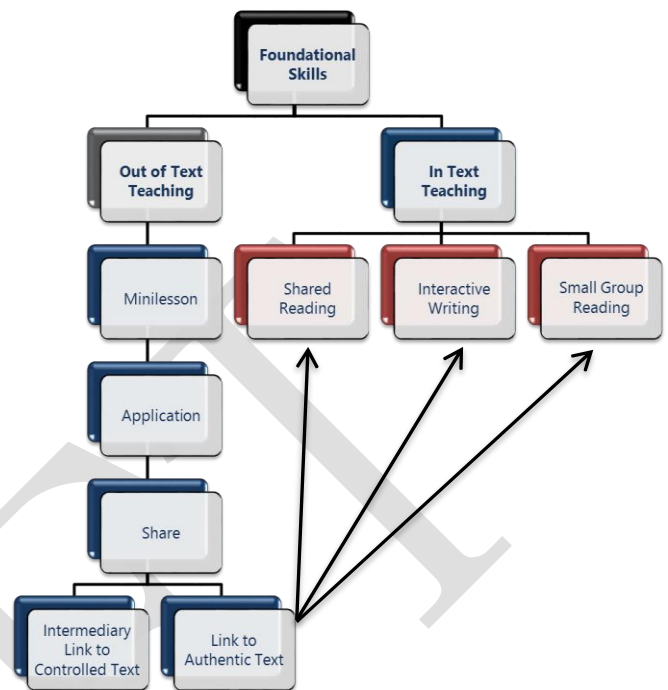 Foundational
Skills
Out of Text
Teaching
In Text
Teaching
Minilesson
Shared
Reading
Interactive
Writing
Small Group
Reading
Application
Share
Intermediary
Link to
Controlled Text
Link to
Authentic Text